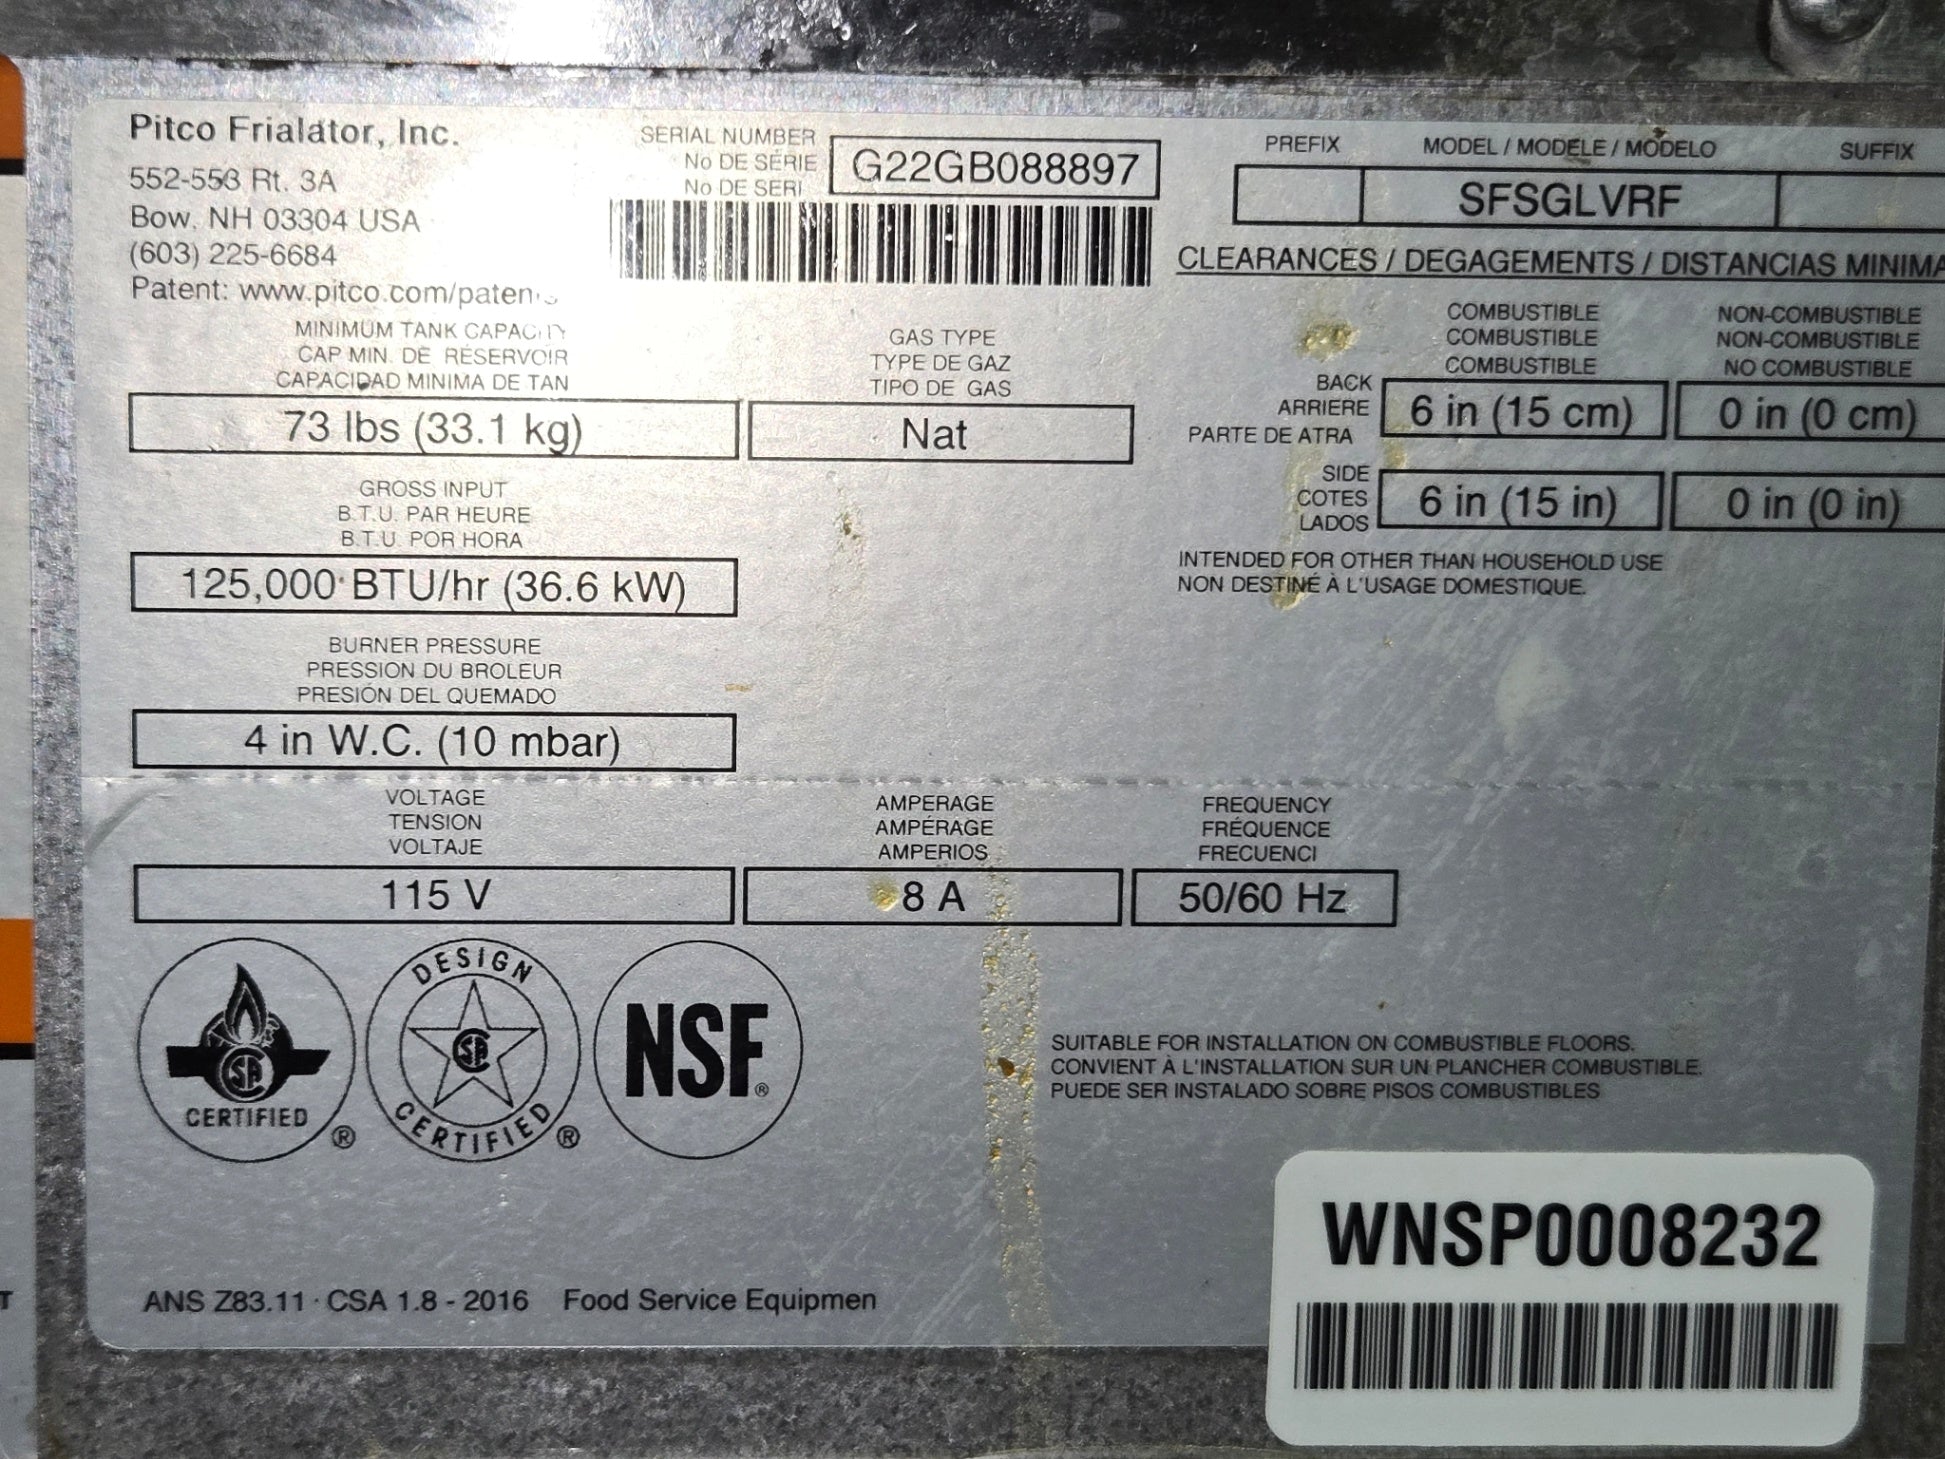 Pitco Frialator, Inc.
552-553 Rt. 3A
Bow, NH 03304 USA
(603) 225-6684
Patent: www.pitco.com/patents
SERIAL NUMBER
No DE SÉRIE
No DE SERI
G22GB088897
PREFIX
MODEL / MODELE / MODELO
SUFFIX
SFSGLVRF
CLEARANCES / DEGAGEMENTS / DISTANCIAS MINIMA
COMBUSTIBLE
COMBUSTIBLE
COMBUSTIBLE
NON-COMBUSTIBLE
NON-COMBUSTIBLE
NO COMBUSTIBLE
BACK
ARRIERE
PARTE DE ATRA
6 in (15 cm)
0 in (0 cm)
SIDE
COTES
LADOS
6 in (15 in)
0 in (0 in)
INTENDED FOR OTHER THAN HOUSEHOLD USE
NON DESTINÉ À L'USAGE DOMESTIQUE.
MINIMUM TANK CAPACITY
CAP MIN. DE RÉSERVOIR
CAPACIDAD MINIMA DE TAN
73 lbs (33.1 kg)
GAS TYPE
TYPE DE GAZ
TIPO DE GAS
Nat
GROSS INPUT
B.T.U. PAR HEURE
B.T.U. POR HORA
125,000 BTU/hr (36.6 kW)
BURNER PRESSURE
PRESSION DU BROLEUR
PRESIÓN DEL QUEMADO
4 in W.C. (10 mbar)
VOLTAGE
TENSION
VOLTAJE
115 V
AMPERAGE
AMPÉRAGE
AMPERIOS
8 A
FREQUENCY
FRÉQUENCE
FRECUENCI
50/60 Hz
CERTIFIED ®
DESIGN
CERTIFIED ®
NSF®
SUITABLE FOR INSTALLATION ON COMBUSTIBLE FLOORS.
CONVIENT À L'INSTALLATION SUR UN PLANCHER COMBUSTIBLE.
PUEDE SER INSTALADO SOBRE PISOS COMBUSTIBLES
ANS Z83.11 · CSA 1.8 - 2016 Food Service Equipmen
WNSP0008232